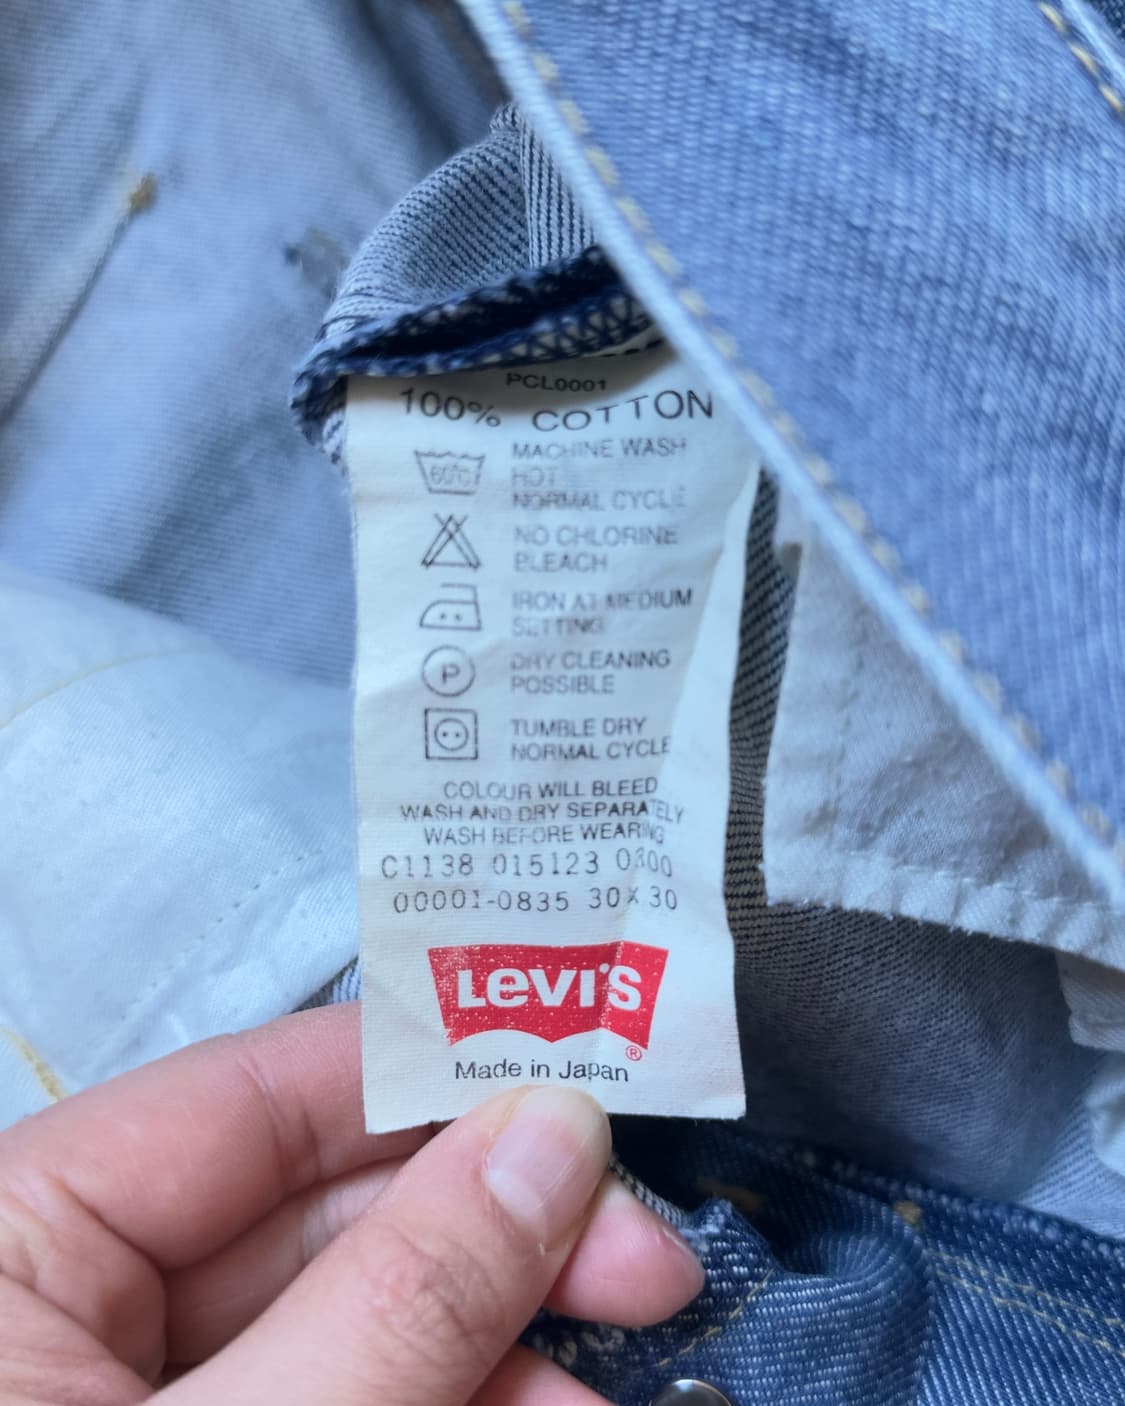 PCL0001
100% COTTON
60°C
MACHINE WASH
HOT
NORMAL CYCLE
NO CHLORINE
BLEACH
IRON AT MEDIUM
SETTING
P
DRY CLEANING
POSSIBLE
TUMBLE DRY
NORMAL CYCLE
COLOUR WILL BLEED
WASH AND DRY SEPARATELY
WASH BEFORE WEARING
C1138 015123 0300
00001-0835 30X30
LEVI'S
®
Made in Japan